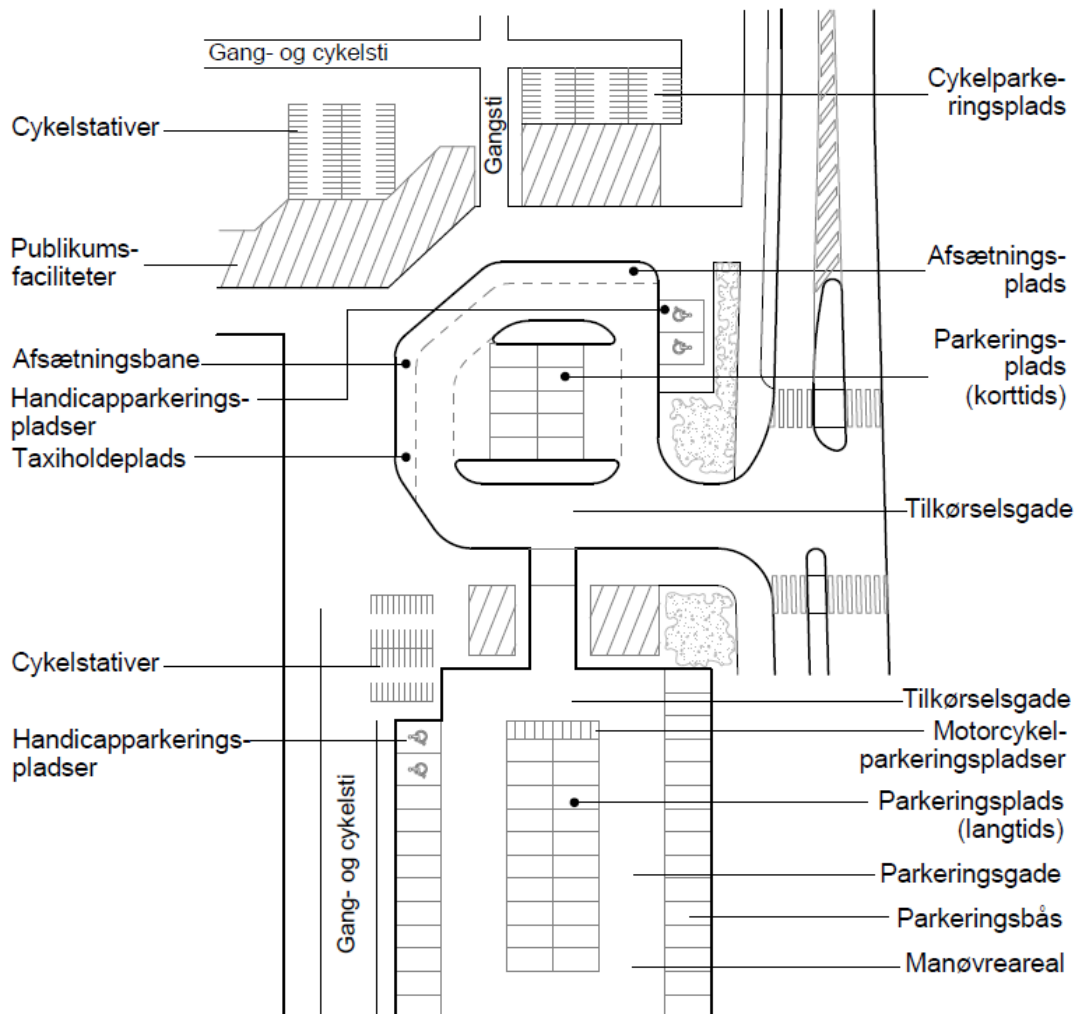 Gang- og cykelsti
Cykelparke-
ringsplads
Cykelstativer
Gangsti
Publikums-
faciliteter
Afsætnings-
plads
Afsætningsbane
Parkerings-
plads
(korttids)
Handicapparkerings-
pladser
Taxiholdeplads
Tilkørselsgade
Cykelstativer
Tilkørselsgade
Handicapparkerings-
pladser
Motorcykel-
parkeringspladser
Parkeringsplads
(langtids)
Gang- og cykelsti
Parkeringsgade
Parkeringsbås
Manøvreareal